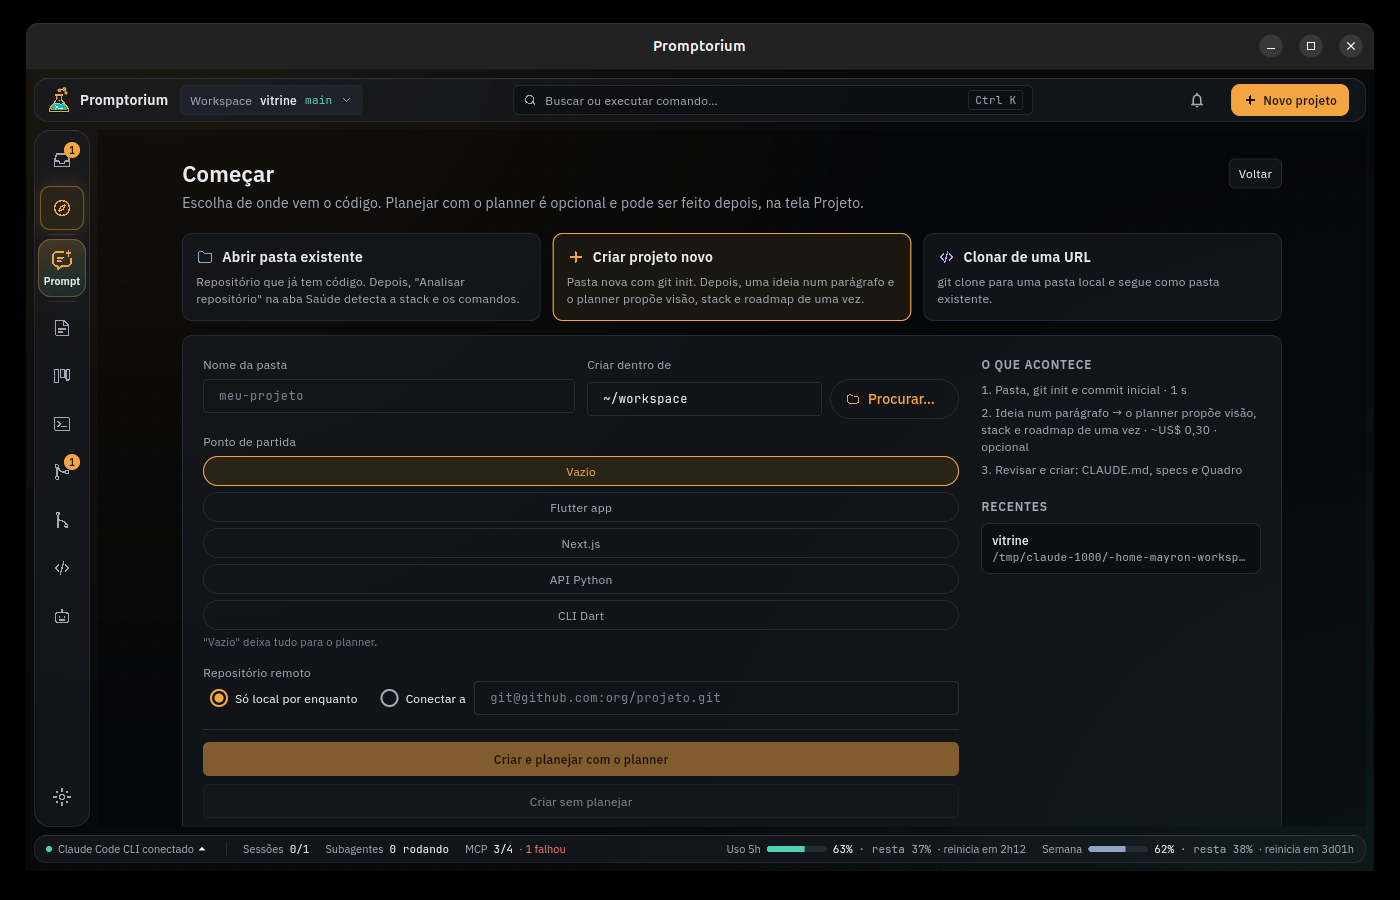 Promptorium
Promptorium
Workspace vitrine main
Buscar ou executar comando...
Ctrl K
Novo projeto
1
Prompt
1
Começar
Voltar
Escolha de onde vem o código. Planejar com o planner é opcional e pode ser feito depois, na tela Projeto.
Abrir pasta existente
Repositório que já tem código. Depois, "Analisar
repositório" na aba Saúde detecta a stack e os comandos.
Criar projeto novo
Pasta nova com git init. Depois, uma ideia num parágrafo e
o planner propõe visão, stack e roadmap de uma vez.
Clonar de uma URL
git clone para uma pasta local e segue como pasta
existente.
Nome da pasta
meu-projeto
Criar dentro de
~/workspace
Procurar...
Ponto de partida
Vazio
Flutter app
Next.js
API Python
CLI Dart
"Vazio" deixa tudo para o planner.
Repositório remoto
Só local por enquanto
Conectar a
git@github.com:org/projeto.git
Criar e planejar com o planner
Criar sem planejar
O QUE ACONTECE
1. Pasta, git init e commit inicial · 1 s
2. Ideia num parágrafo → o planner propõe visão,
stack e roadmap de uma vez · ~US$ 0,30 ·
opcional
3. Revisar e criar: CLAUDE.md, specs e Quadro
RECENTES
vitrine
/tmp/claude-1000/-home-mayron-worksp…
Claude Code CLI conectado
Sessões 0/1
Subagentes 0 rodando
MCP 3/4 · 1 falhou
Uso 5h 63% · resta 37% · reinicia em 2h12
Semana 62% · resta 38% · reinicia em 3d01h